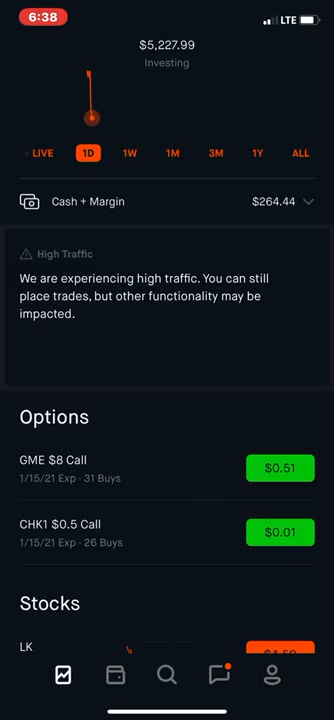 6:38
LTE
$5,227.99
Investing
LIVE 1D 1W 1M 3M 1Y ALL
Cash + Margin $264.44
High Traffic
We are experiencing high traffic. You can still
place trades, but other functionality may be
impacted.
Options
GME $8 Call
1/15/21 Exp · 31 Buys
$0.51
CHK1 $0.5 Call
1/15/21 Exp · 26 Buys
$0.01
Stocks
LK